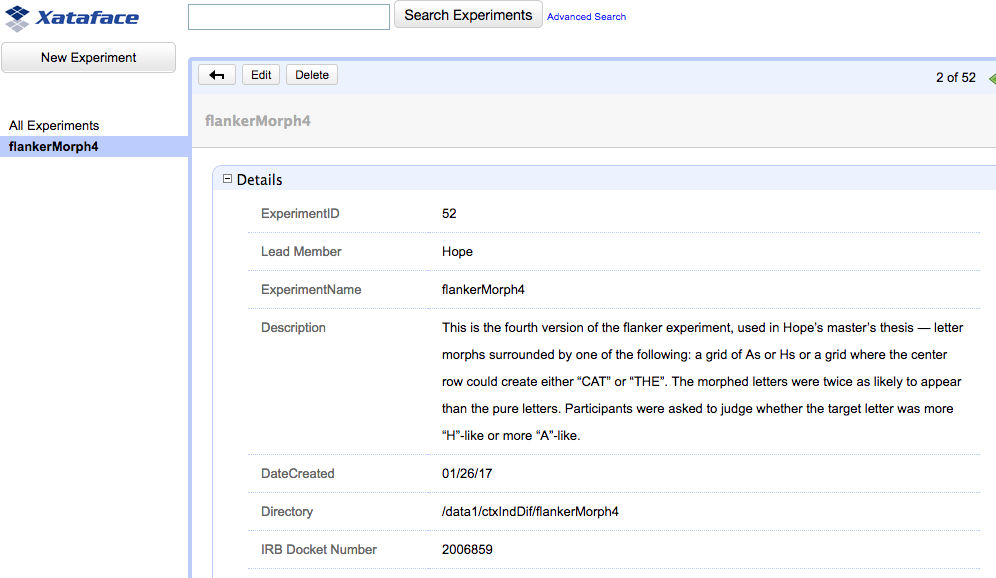 Xataface
Search Experiments
Advanced Search
New Experiment
Edit
Delete
2 of 52
All Experiments
flankerMorph4
flankerMorph4
Details
ExperimentID 52
Lead Member Hope
ExperimentName flankerMorph4
Description This is the fourth version of the flanker experiment, used in Hope’s master’s thesis — letter
morphs surrounded by one of the following: a grid of As or Hs or a grid where the center
row could create either “CAT” or “THE”. The morphed letters were twice as likely to appear
than the pure letters. Participants were asked to judge whether the target letter was more
“H”-like or more “A”-like.
DateCreated 01/26/17
Directory /data1/ctxIndDif/flankerMorph4
IRB Docket Number 2006859